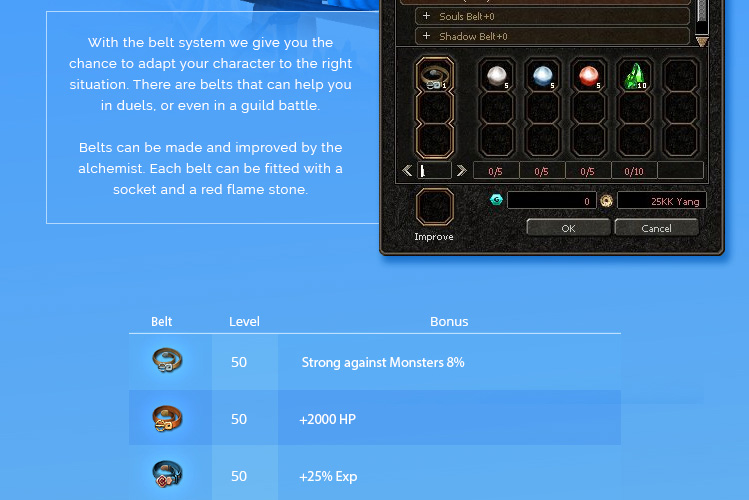 With the belt system we give you the
chance to adapt your character to the right
situation. There are belts that can help you
in duels, or even in a guild battle.
Belts can be made and improved by the
alchemist. Each belt can be fitted with a
socket and a red flame stone.
+ Souls Belt+0
+ Shadow Belt+0
1 5 5 5 10
1 0/5 0/5 0/5 0/10
0 25KK Yang
Improve OK Cancel
Belt Level Bonus
50 Strong against Monsters 8%
50 +2000 HP
50 +25% Exp